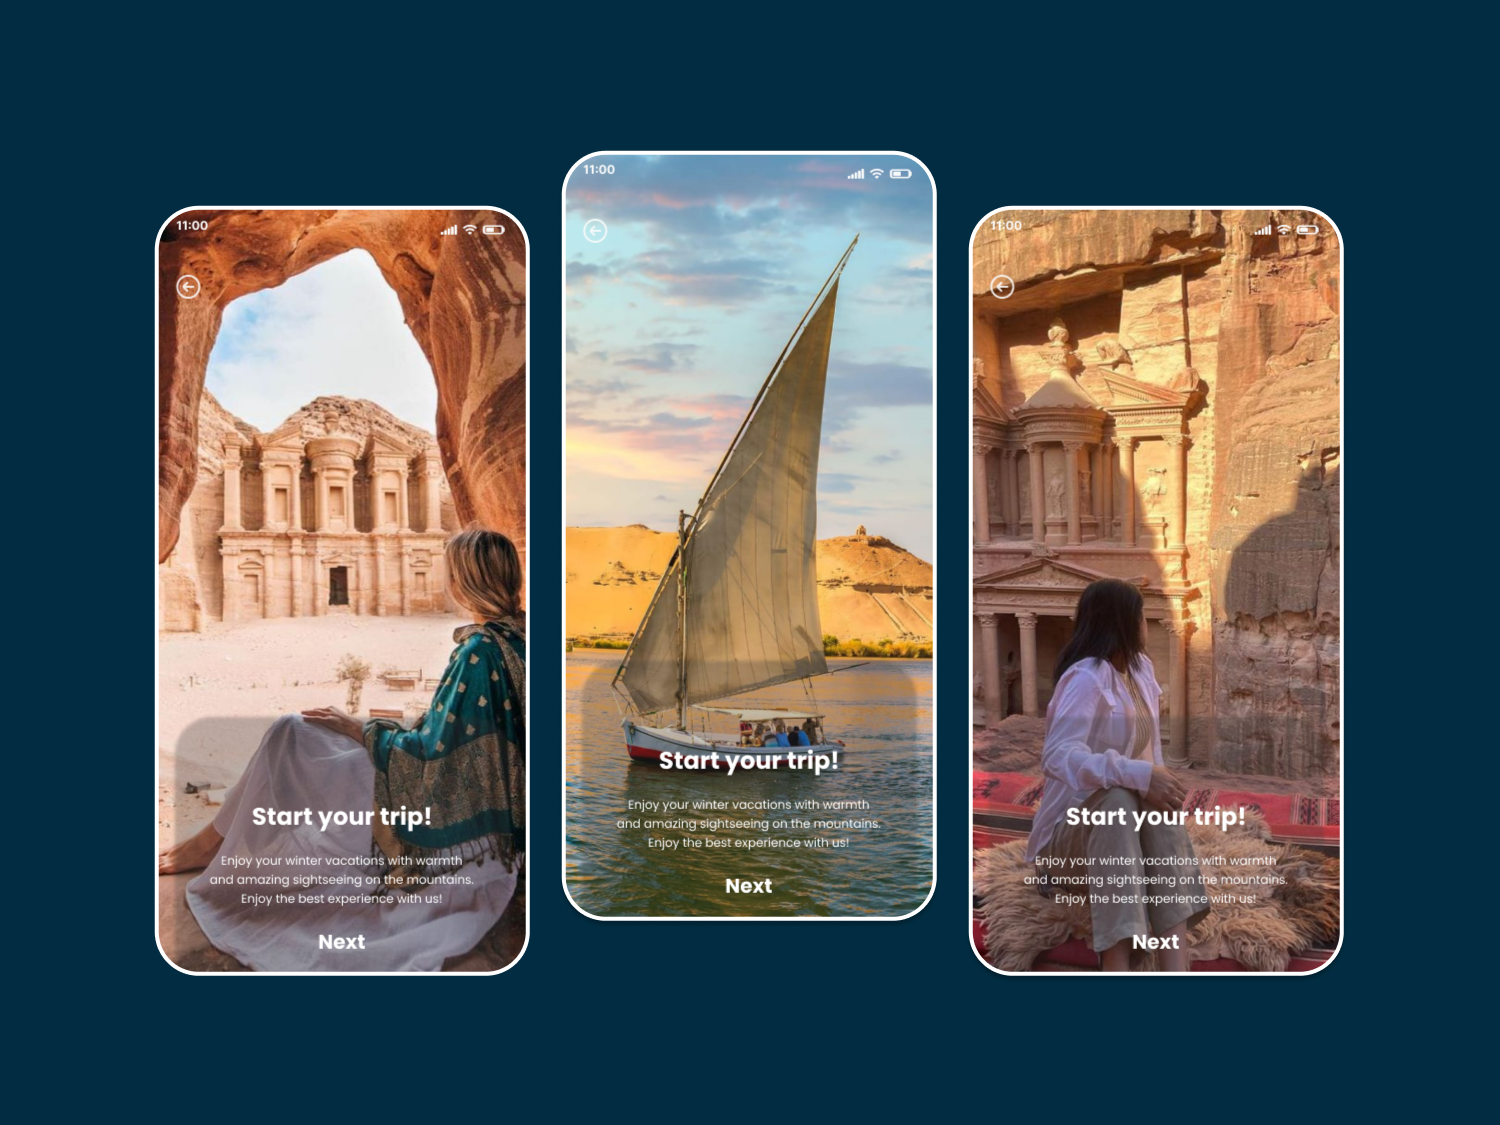 11:00
Start your trip!
Enjoy your winter vacations with warmth
and amazing sightseeing on the mountains.
Enjoy the best experience with us!
Next
11:00
Start your trip!
Enjoy your winter vacations with warmth
and amazing sightseeing on the mountains.
Enjoy the best experience with us!
Next
11:00
Start your trip!
Enjoy your winter vacations with warmth
and amazing sightseeing on the mountains.
Enjoy the best experience with us!
Next